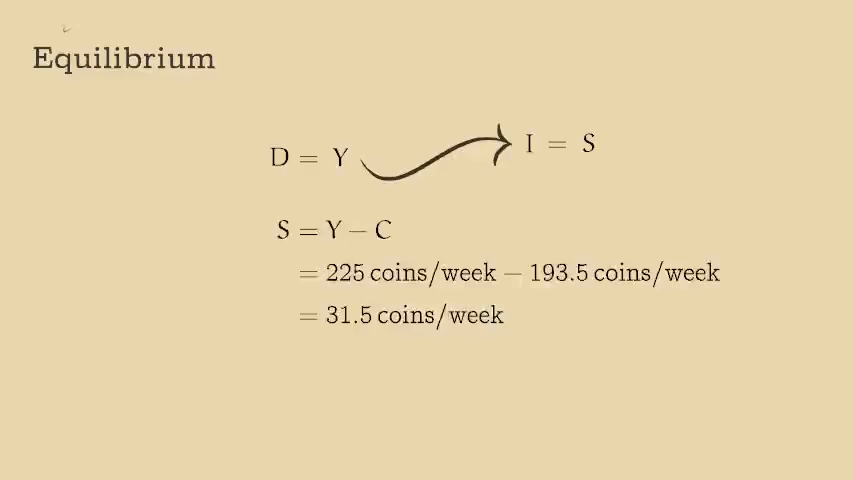 Equilibrium
D = Y
I = S
S = Y − C
= 225 coins/week − 193.5 coins/week
= 31.5 coins/week